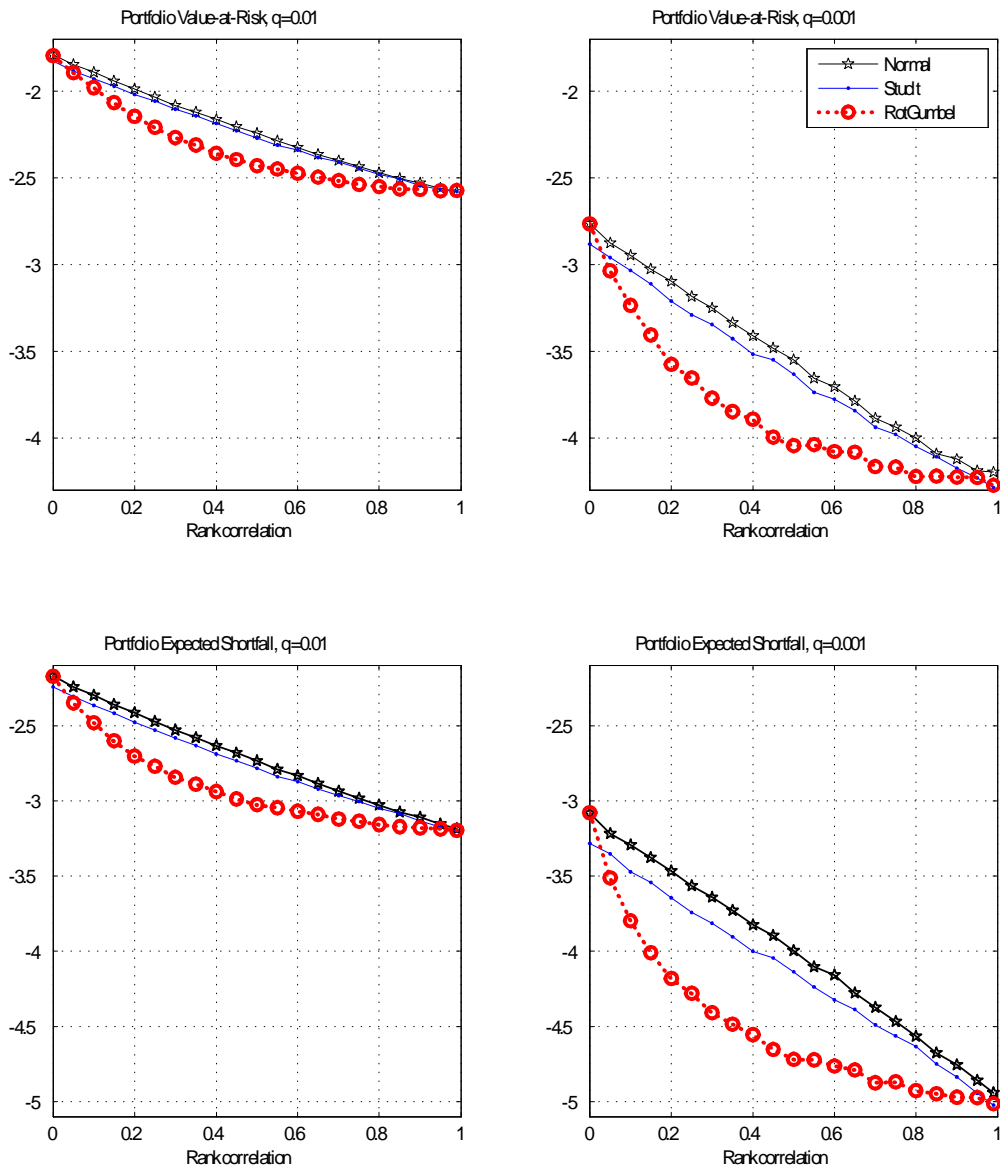 Portfolio Value-at-Risk, q=0.01
-2
-2.5
-3
-3.5
-4
0 0.2 0.4 0.6 0.8 1
Rank correlation
Portfolio Value-at-Risk, q=0.001
Normal
Stud t
RotGumbel
-2
-2.5
-3
-3.5
-4
0 0.2 0.4 0.6 0.8 1
Rank correlation
Portfolio Expected Shortfall, q=0.01
-2.5
-3
-3.5
-4
-4.5
-5
0 0.2 0.4 0.6 0.8 1
Rank correlation
Portfolio Expected Shortfall, q=0.001
-2.5
-3
-3.5
-4
-4.5
-5
0 0.2 0.4 0.6 0.8 1
Rank correlation